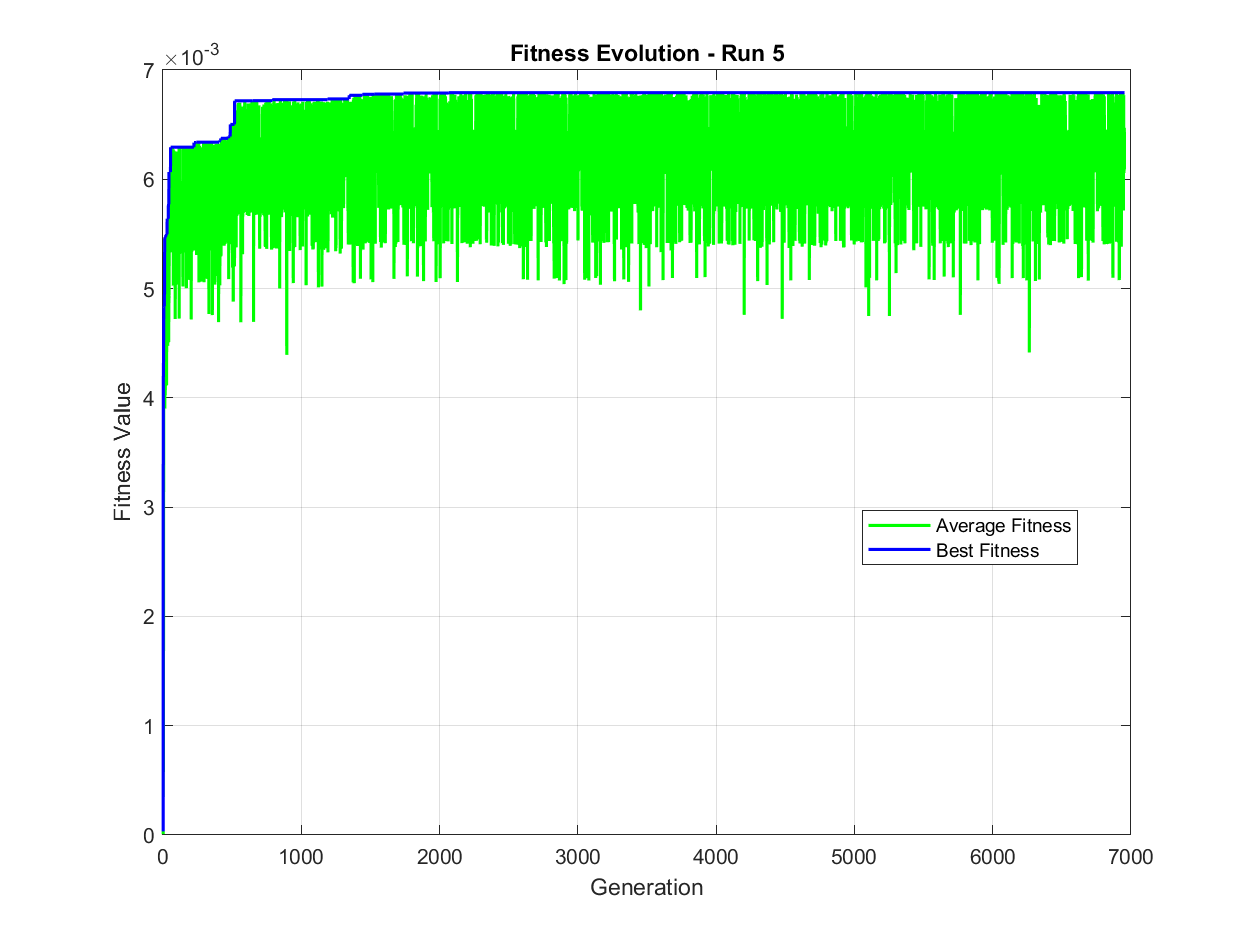 Fitness Evolution - Run 5
×10-3
7
6
5
4
3
2
1
0
Fitness Value
Average Fitness
Best Fitness
0 1000 2000 3000 4000 5000 6000 7000
Generation